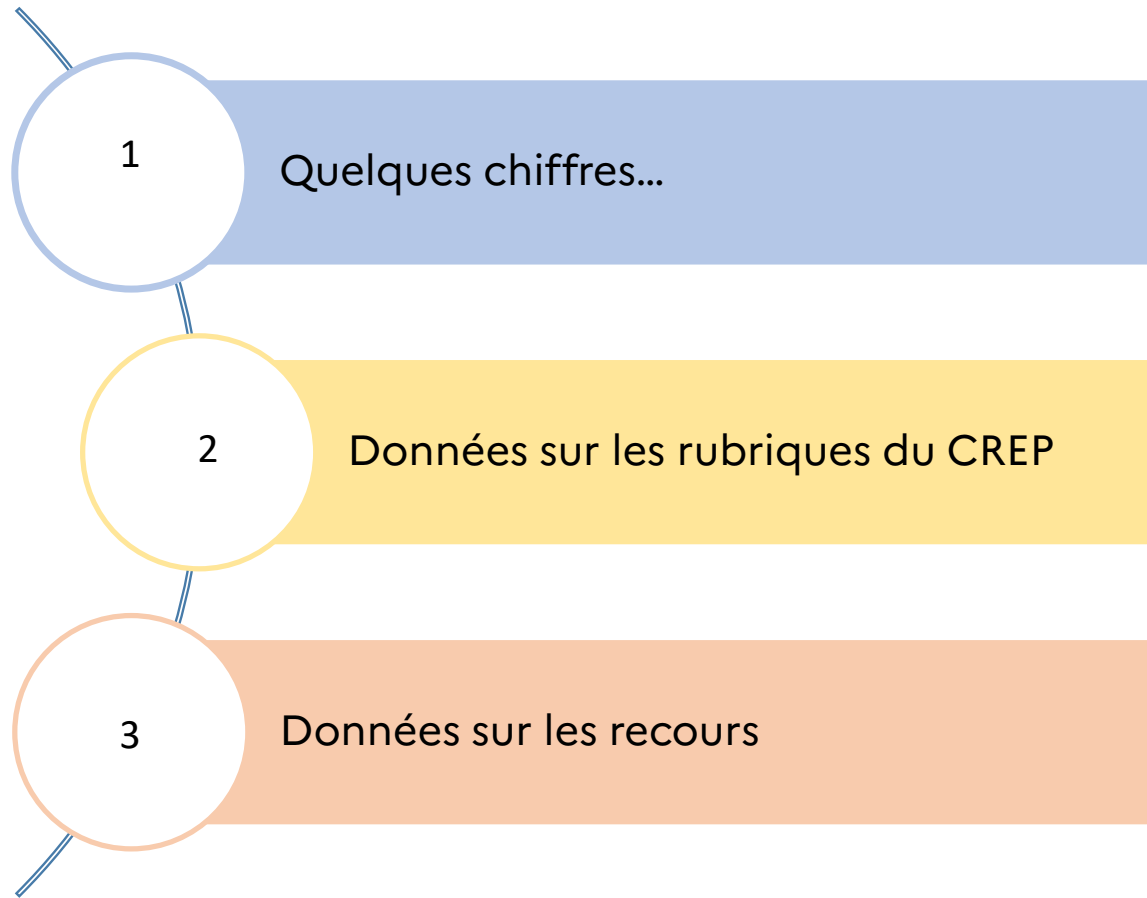 1
Quelques chiffres...
2
Données sur les rubriques du CREP
3
Données sur les recours